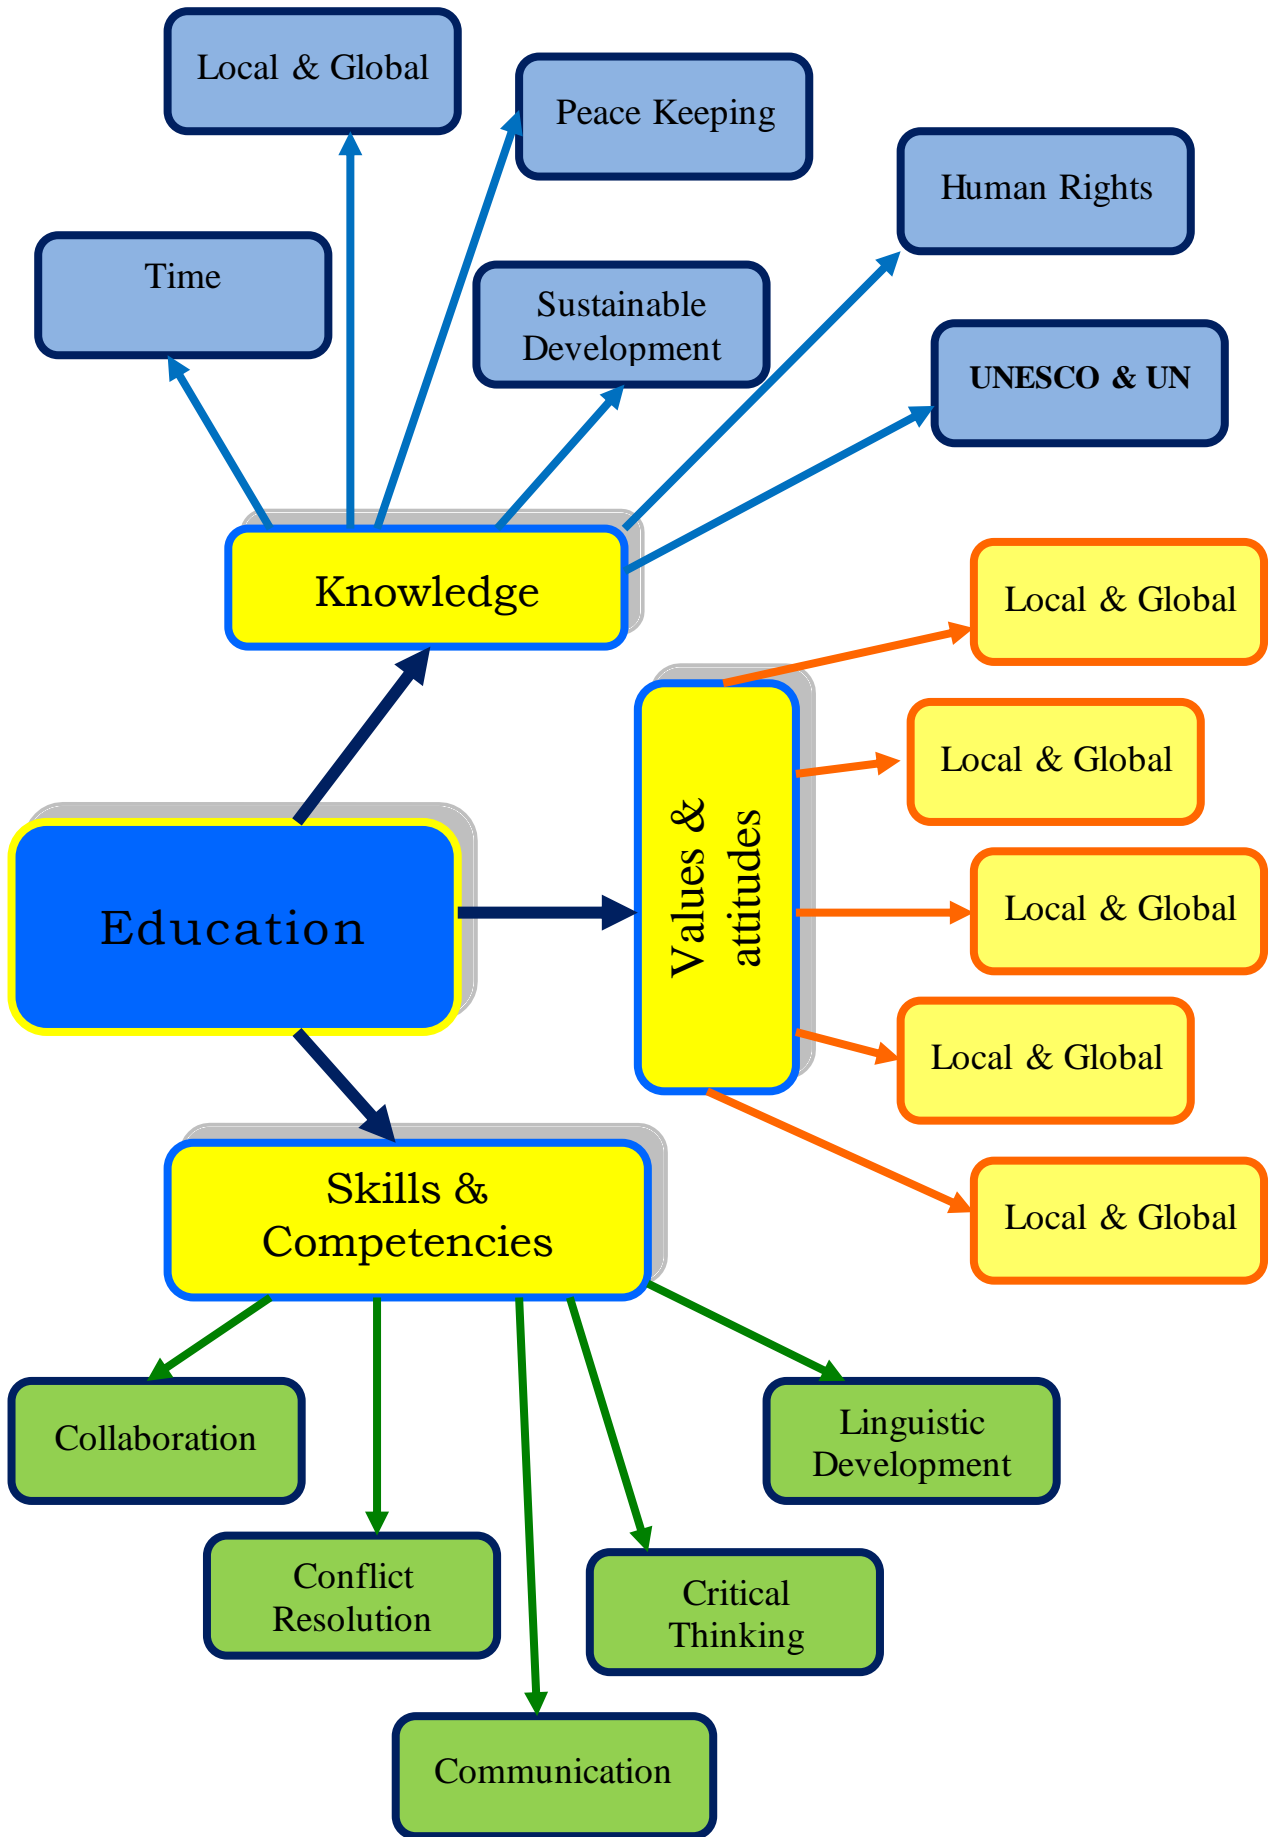 Local & Global
Peace Keeping
Human Rights
Time
Sustainable
Development
UNESCO & UN
Knowledge
Local & Global
Local & Global
Values &
attitudes
Education
Local & Global
Local & Global
Local & Global
Skills &
Competencies
Collaboration
Linguistic
Development
Conflict
Resolution
Critical
Thinking
Communication